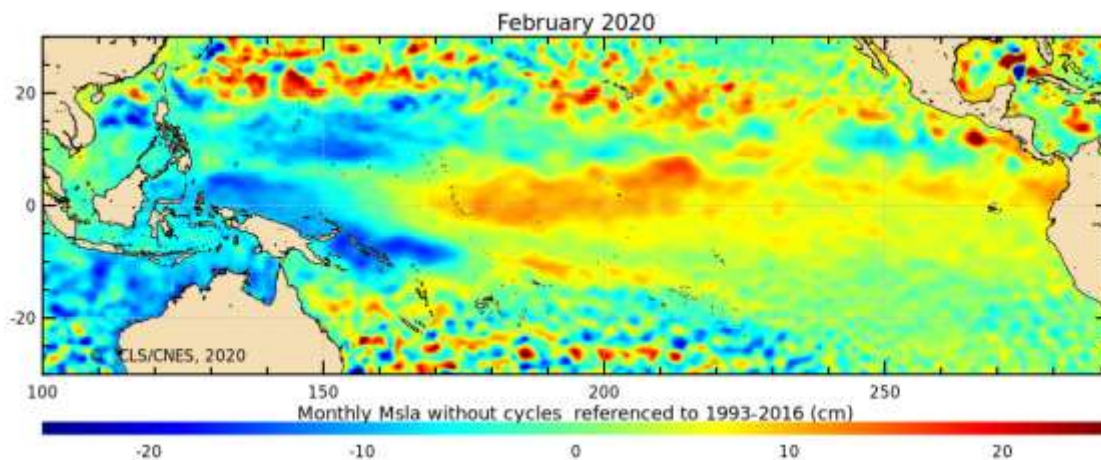 February 2020
20
0
-20
CLS/CNES, 2020
100 150 200 250
Monthly Msla without cycles referenced to 1993-2016 (cm)
-20 -10 0 10 20